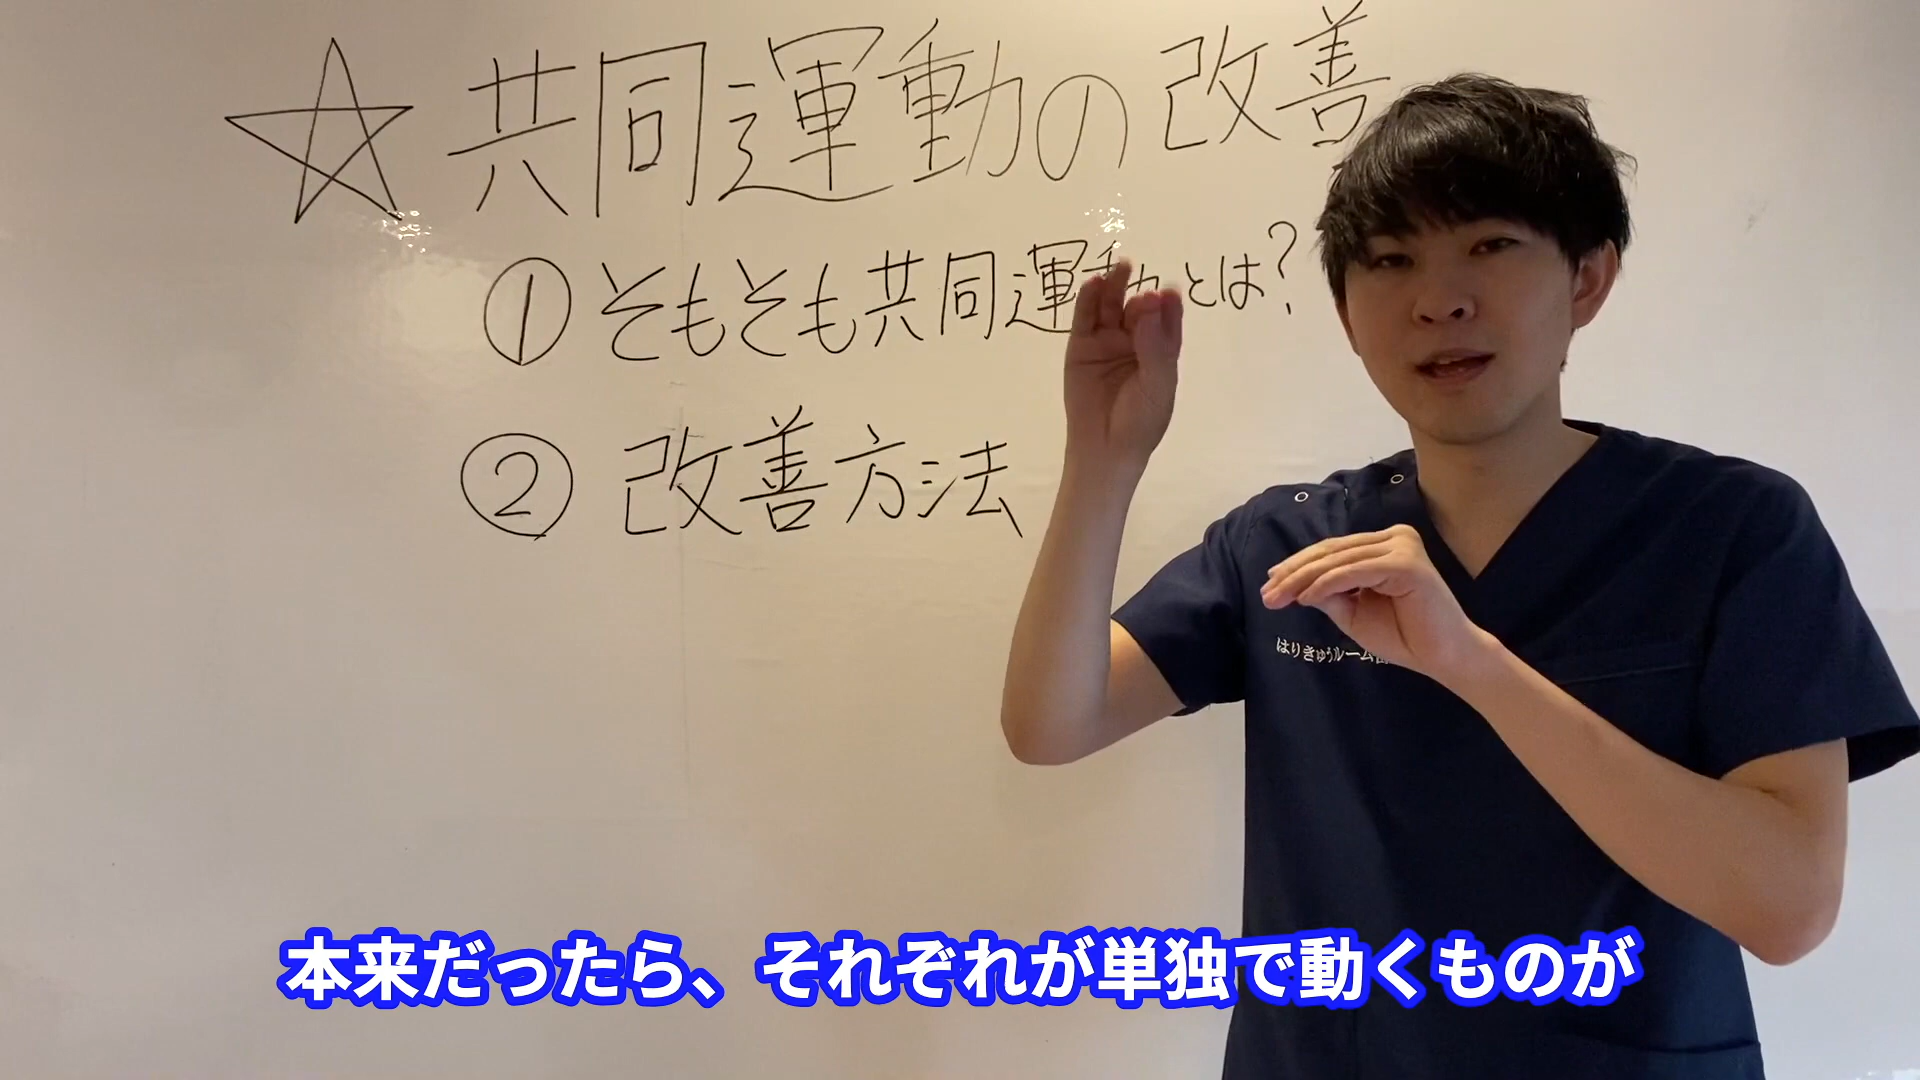 ☆共同運動の改善
①そもそも共同運動とは?
②改善方法
はりきゅうルーム
本来だったら、それぞれが単独で動くものが